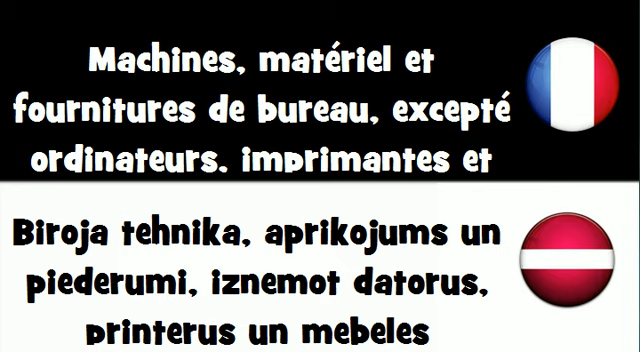 Machines, matériel et
fournitures de bureau, excepté
ordinateurs, imprimantes et
Biroja tehnika, aprikojums un
piederumi, iznemot datorus,
printerus un mebeles